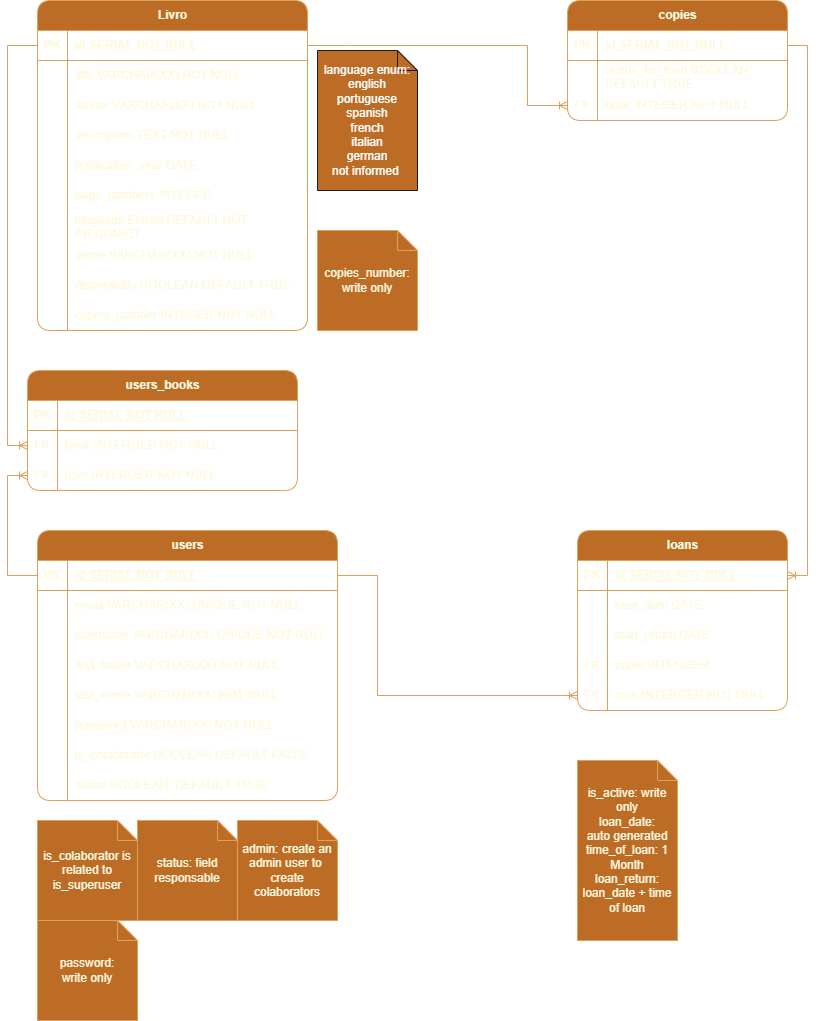 Livro
PK id SERIAL NOT NULL
title VARCHAR(XX) NOT NULL
author VARCHAR(XX) NOT NULL
description TEXT NOT NULL
publication_year DATE
page_numbers INTEGER
language ENUM DEFAULT NOT
INFORMED
genre VARCHAR(XX) NOT NULL
disponibility BOOLEAN DEFAULT TRUE
copies_number INTEGER NOT NULL
language enum:
english
portuguese
spanish
french
italian
german
not informed
copies_number:
write only
copies
PK id SERIAL NOT NULL
status_for_loan BOOLEAN
DEFAULT TRUE
FK book INTEGER NOT NULL
users_books
PK id SERIAL NOT NULL
FK book INTERGER NOT NULL
FK user INTERGER NOT NULL
users
PK id SERIAL NOT NULL
email VARCHAR(XX) UNIQUE NOT NULL
username VARCHAR(XX) UNIQUE NOT NULL
first_name VARCHAR(XX) NOT NULL
last_name VARCHAR(XX) NOT NULL
password VARCHAR(XX) NOT NULL
is_colaborator BOOLEAN DEFAULT FALSE
status BOOLEAN DEFAULT TRUE
loans
PK id SERIAL NOT NULL
loan_date DATE
loan_return DATE
FK copie INTERGER
FK user INTERGER NOT NULL
is_colaborator is
related to
is_superuser
status: field
responsable
admin: create an
admin user to
create
colaborators
password:
write only
is_active: write
only
loan_date:
auto generated
time_of_loan: 1
Month
loan_return:
loan_date + time
of loan